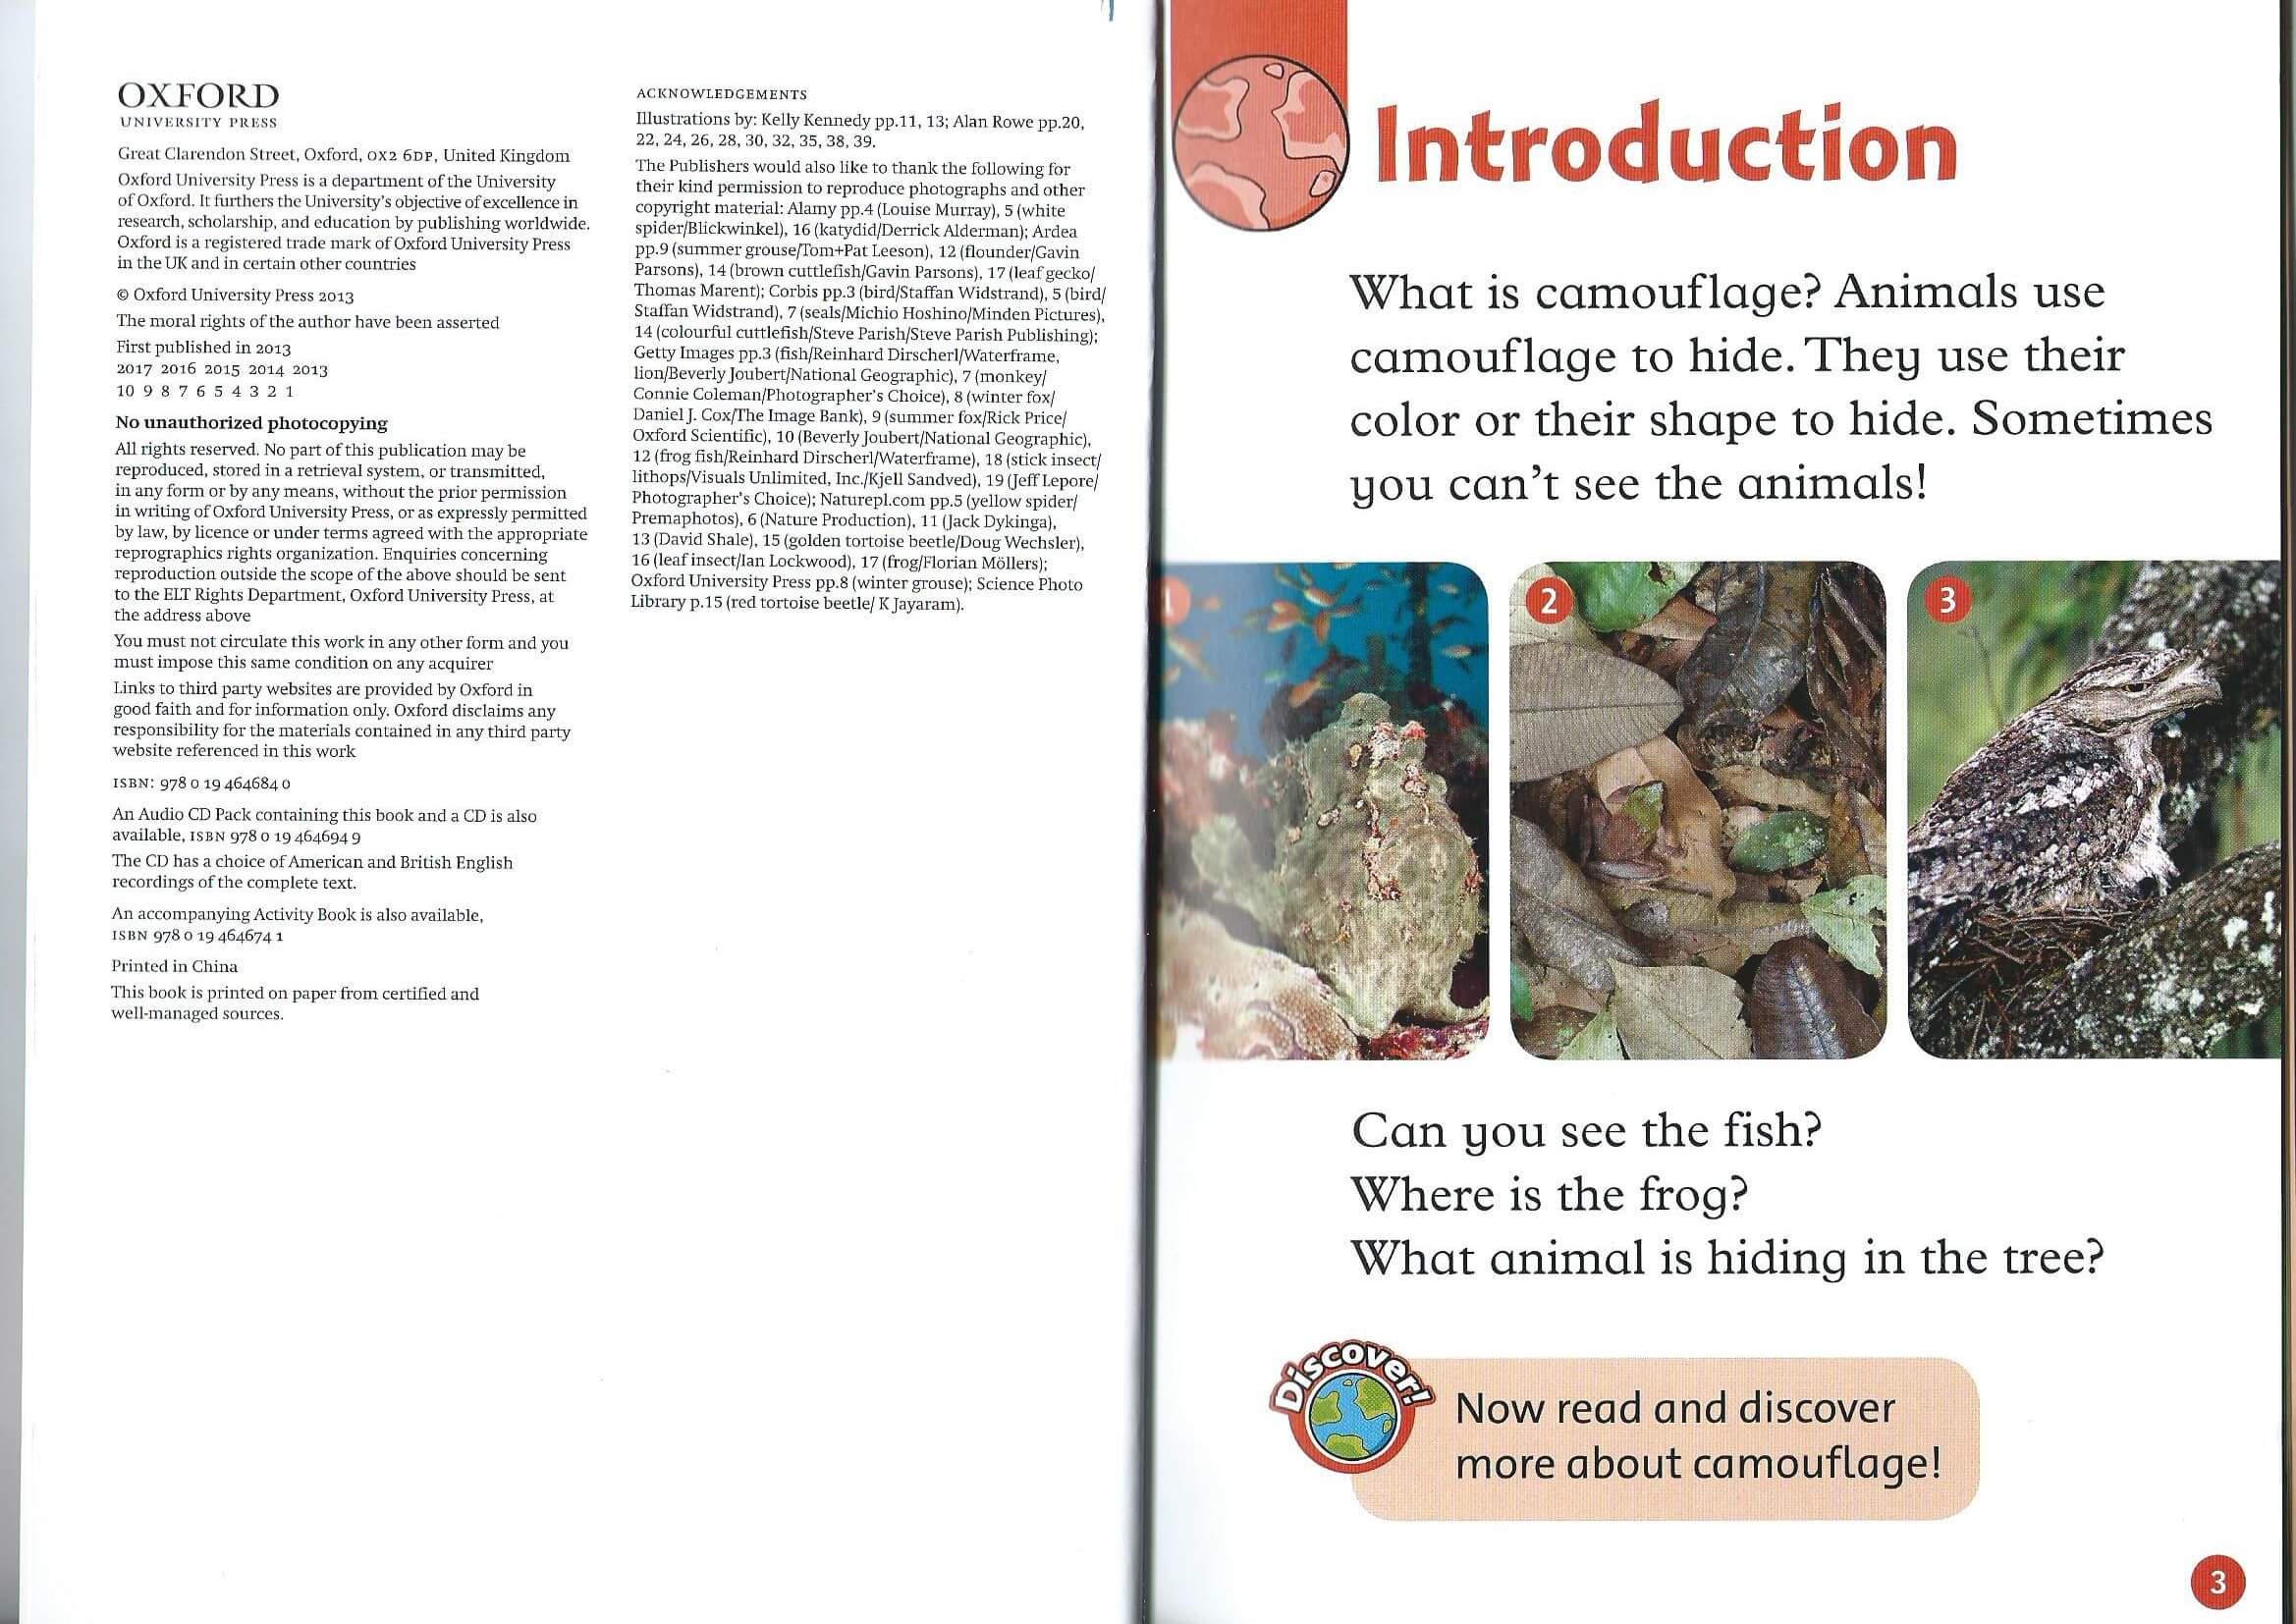 OXFORD
UNIVERSITY PRESS
Great Clarendon Street, Oxford, OX2 6DP, United Kingdom
Oxford University Press is a department of the University
of Oxford. It furthers the University's objective of excellence in
research, scholarship, and education by publishing worldwide.
Oxford is a registered trade mark of Oxford University Press
in the UK and in certain other countries
© Oxford University Press 2013
The moral rights of the author have been asserted
First published in 2013
2017 2016 2015 2014 2013
10 9 8 7 6 5 4 3 2 1
No unauthorized photocopying
All rights reserved. No part of this publication may be
reproduced, stored in a retrieval system, or transmitted,
in any form or by any means, without the prior permission
in writing of Oxford University Press, or as expressly permitted
by law, by licence or under terms agreed with the appropriate
reprographics rights organization. Enquiries concerning
reproduction outside the scope of the above should be sent
to the ELT Rights Department, Oxford University Press, at
the address above
You must not circulate this work in any other form and you
must impose this same condition on any acquirer
Links to third party websites are provided by Oxford in
good faith and for information only. Oxford disclaims any
responsibility for the materials contained in any third party
website referenced in this work
ISBN: 978 0 19 464684 0
An Audio CD Pack containing this book and a CD is also
available, ISBN 978 0 19 464694 9
The CD has a choice of American and British English
recordings of the complete text.
An accompanying Activity Book is also available,
ISBN 978 0 19 464674 1
Printed in China
This book is printed on paper from certified and
well-managed sources.
ACKNOWLEDGEMENTS
Illustrations by: Kelly Kennedy pp.11, 13; Alan Rowe pp.20,
22, 24, 26, 28, 30, 32, 35, 38, 39.
The Publishers would also like to thank the following for
their kind permission to reproduce photographs and other
copyright material: Alamy pp.4 (Louise Murray), 5 (white
spider/Blickwinkel), 16 (katydid/Derrick Alderman); Ardea
pp.9 (summer grouse/Tom+Pat Leeson), 12 (flounder/Gavin
Parsons), 14 (brown cuttlefish/Gavin Parsons), 17 (leaf gecko/
Thomas Marent); Corbis pp.3 (bird/Staffan Widstrand), 5 (bird/
Staffan Widstrand), 7 (seals/Michio Hoshino/Minden Pictures),
14 (colourful cuttlefish/Steve Parish/Steve Parish Publishing);
Getty Images pp.3 (fish/Reinhard Dirscherl/Waterframe,
lion/Beverly Joubert/National Geographic), 7 (monkey/
Connie Coleman/Photographer's Choice), 8 (winter fox/
Daniel J. Cox/The Image Bank), 9 (summer fox/Rick Price/
Oxford Scientific), 10 (Beverly Joubert/National Geographic),
12 (frog fish/Reinhard Dirscherl/Waterframe), 18 (stick insect/
lithops/Visuals Unlimited, Inc./Kjell Sandved), 19 (Jeff Lepore/
Photographer's Choice); Naturepl.com pp.5 (yellow spider/
Premaphotos), 6 (Nature Production), 11 (Jack Dykinga),
13 (David Shale), 15 (golden tortoise beetle/Doug Wechsler),
16 (leaf insect/Ian Lockwood), 17 (frog/Florian Möllers);
Oxford University Press pp.8 (winter grouse); Science Photo
Library p.15 (red tortoise beetle/ K Jayaram).
Introduction
What is camouflage? Animals use
camouflage to hide. They use their
color or their shape to hide. Sometimes
you can't see the animals!
1
2
3
Can you see the fish?
Where is the frog?
What animal is hiding in the tree?
Discover!
Now read and discover
more about camouflage!
3